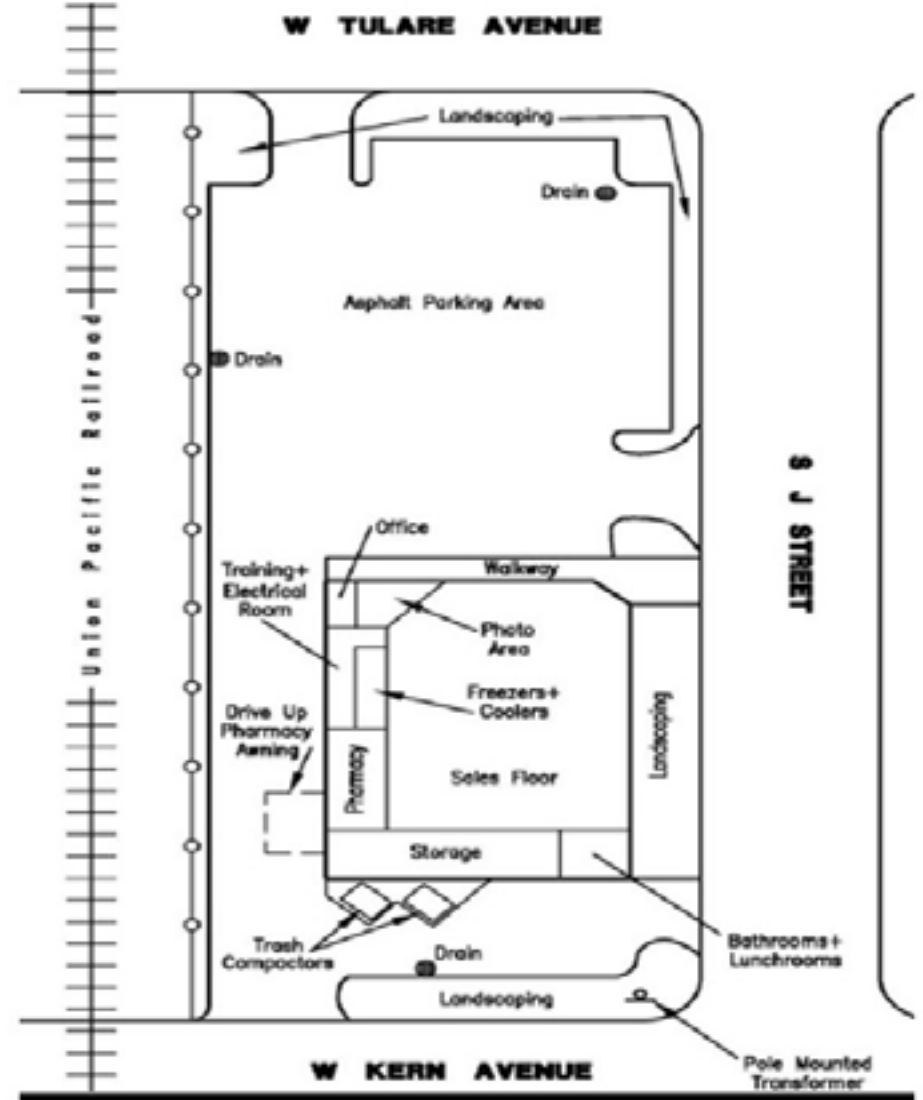 W TULARE AVENUE
Landscaping
Drain
Asphalt Parking Area
Drain
Union Pacific Railroad
S J STREET
Office
Walkway
Training+
Electrical
Room
Photo
Area
Freezers+
Coolers
Drive Up
Pharmacy
Awning
Landscaping
Pharmacy
Sales Floor
Storage
Trash
Compactors
Drain
Bathrooms+
Lunchrooms
Landscaping
W KERN AVENUE
Pole Mounted
Transformer